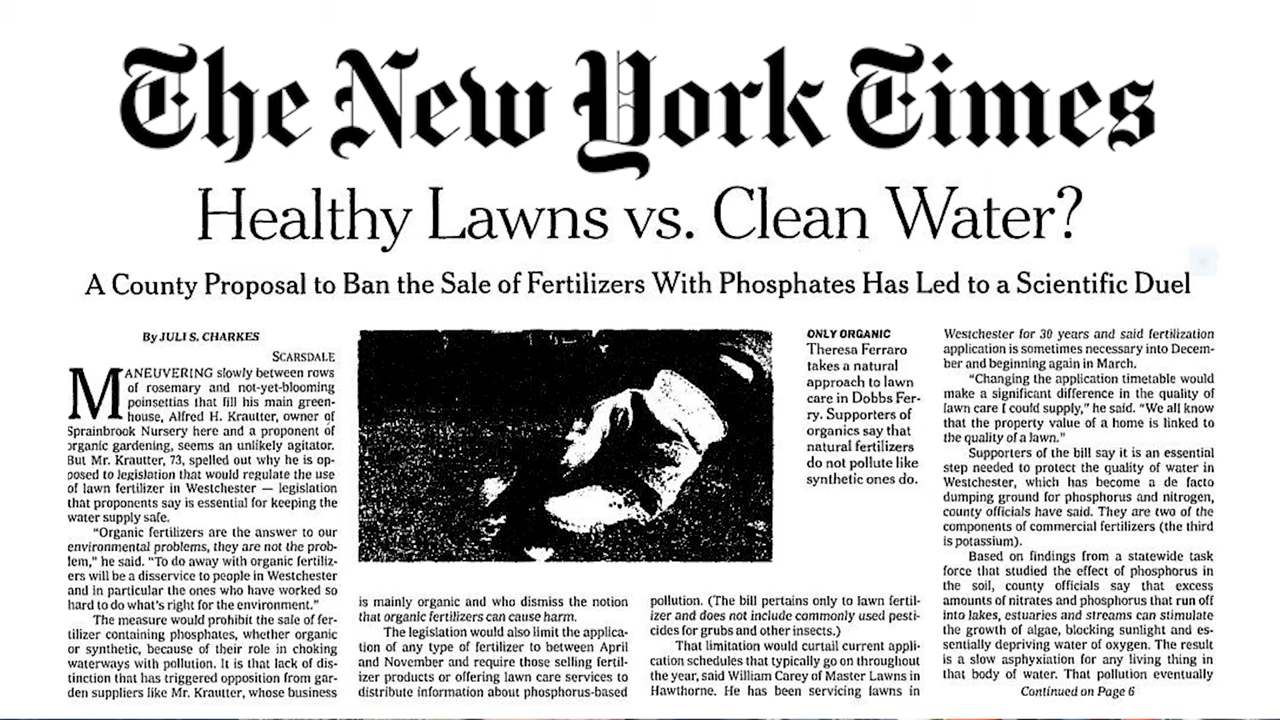 The New York Times
Healthy Lawns vs. Clean Water?
A County Proposal to Ban the Sale of Fertilizers With Phosphates Has Led to a Scientific Duel
By JULI S. CHARKES
SCARSDALE
MANEUVERING slowly between rows
of rosemary and not-yet-blooming
poinsettias that fill his main green-
house, Alfred H. Krautter, owner of
Sprainbrook Nursery here and a proponent of
organic gardening, seems an unlikely agitator.
But Mr. Krautter, 73, spelled out why he is op-
posed to legislation that would regulate the use
of lawn fertilizer in Westchester — legislation
that proponents say is essential for keeping the
water supply safe.
“Organic fertilizers are the answer to our
environmental problems, they are not the prob-
lem,” he said. “To do away with organic fertiliz-
ers will be a disservice to people in Westchester
and in particular the ones who have worked so
hard to do what’s right for the environment.”
The measure would prohibit the sale of fer-
tilizer containing phosphates, whether organic
or synthetic, because of their role in choking
waterways with pollution. It is that lack of dis-
tinction that has triggered opposition from gar-
den suppliers like Mr. Krautter, whose business
is mainly organic and who dismiss the notion
that organic fertilizers can cause harm.
The legislation would also limit the applica-
tion of any type of fertilizer to between April
and November and require those selling fertil-
izer products or offering lawn care services to
distribute information about phosphorus-based
ONLY ORGANIC
Theresa Ferraro
takes a natural
approach to lawn
care in Dobbs Fer-
ry. Supporters of
organics say that
natural fertilizers
do not pollute like
synthetic ones do.
pollution. (The bill pertains only to lawn fertil-
izer and does not include commonly used pesti-
cides for grubs and other insects.)
That limitation would curtail current appli-
cation schedules that typically go on throughout
the year, said William Carey of Master Lawns in
Hawthorne. He has been servicing lawns in
Westchester for 30 years and said fertilization
application is sometimes necessary into Decem-
ber and beginning again in March.
“Changing the application timetable would
make a significant difference in the quality of
lawn care I could supply,” he said. “We all know
that the property value of a home is linked to
the quality of a lawn.”
Supporters of the bill say it is an essential
step needed to protect the quality of water in
Westchester, which has become a de facto
dumping ground for phosphorus and nitrogen,
county officials have said. They are two of the
components of commercial fertilizers (the third
is potassium).
Based on findings from a statewide task
force that studied the effect of phosphorus in
the soil, county officials say that excess
amounts of nitrates and phosphorus that run off
into lakes, estuaries and streams can stimulate
the growth of algae, blocking sunlight and es-
sentially depriving water of oxygen. The result
is a slow asphyxiation for any living thing in
that body of water. That pollution eventually
Continued on Page 6